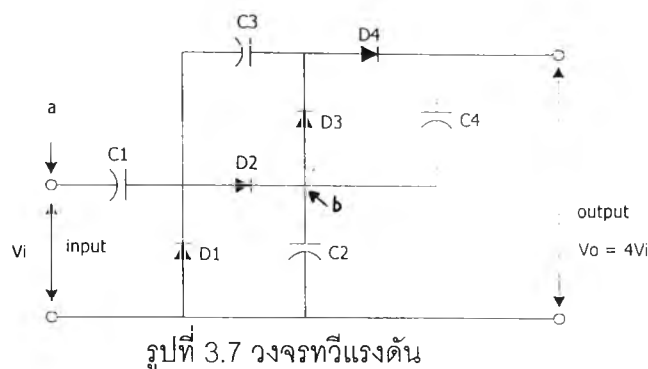 C3
D4
a
D3
C4
C1
D2
b
Vi
input
D1
C2
output
Vo = 4Vi
รูปที่ 3.7 วงจรทวีแรงดัน